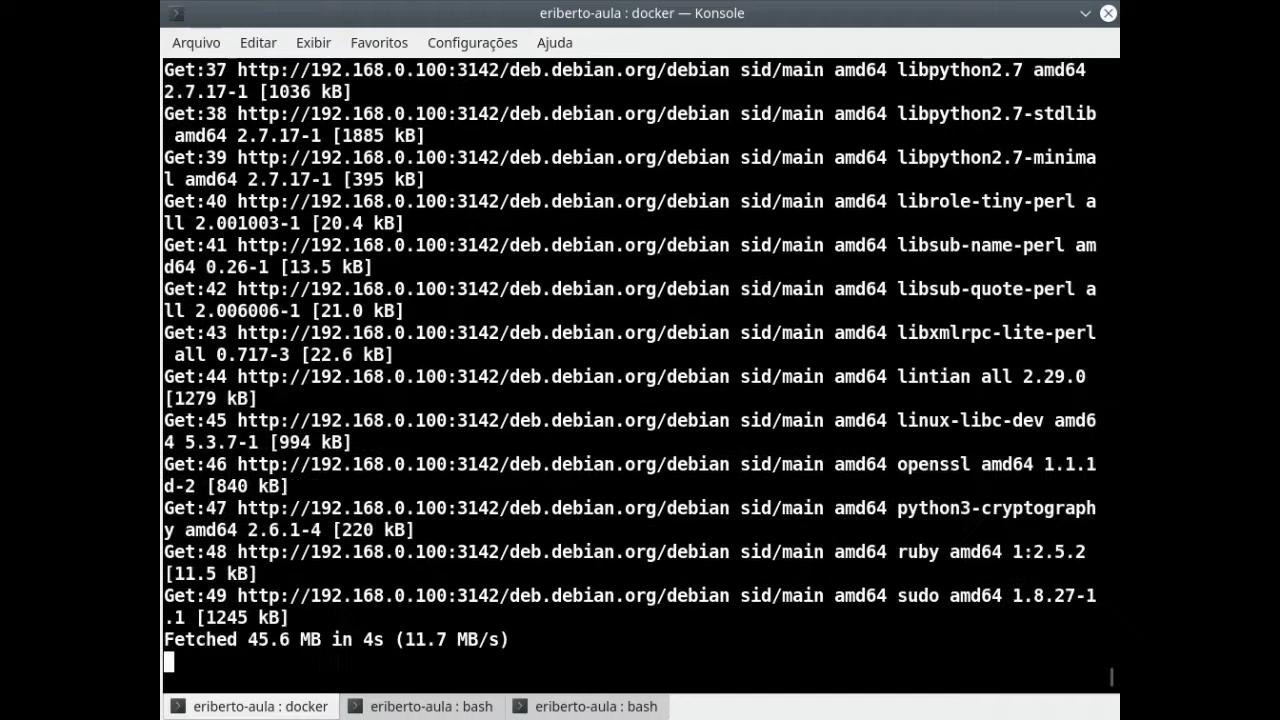 eriberto-aula : docker — Konsole
Arquivo Editar Exibir Favoritos Configurações Ajuda
Get:37 http://192.168.0.100:3142/deb.debian.org/debian sid/main amd64 libpython2.7 amd64
2.7.17-1 [1036 kB]
Get:38 http://192.168.0.100:3142/deb.debian.org/debian sid/main amd64 libpython2.7-stdlib
 amd64 2.7.17-1 [1885 kB]
Get:39 http://192.168.0.100:3142/deb.debian.org/debian sid/main amd64 libpython2.7-minima
l amd64 2.7.17-1 [395 kB]
Get:40 http://192.168.0.100:3142/deb.debian.org/debian sid/main amd64 librole-tiny-perl a
ll 2.001003-1 [20.4 kB]
Get:41 http://192.168.0.100:3142/deb.debian.org/debian sid/main amd64 libsub-name-perl am
d64 0.26-1 [13.5 kB]
Get:42 http://192.168.0.100:3142/deb.debian.org/debian sid/main amd64 libsub-quote-perl a
ll 2.006006-1 [21.0 kB]
Get:43 http://192.168.0.100:3142/deb.debian.org/debian sid/main amd64 libxmlrpc-lite-perl
 all 0.717-3 [22.6 kB]
Get:44 http://192.168.0.100:3142/deb.debian.org/debian sid/main amd64 lintian all 2.29.0
[1279 kB]
Get:45 http://192.168.0.100:3142/deb.debian.org/debian sid/main amd64 linux-libc-dev amd6
4 5.3.7-1 [994 kB]
Get:46 http://192.168.0.100:3142/deb.debian.org/debian sid/main amd64 openssl amd64 1.1.1
d-2 [840 kB]
Get:47 http://192.168.0.100:3142/deb.debian.org/debian sid/main amd64 python3-cryptograph
y amd64 2.6.1-4 [220 kB]
Get:48 http://192.168.0.100:3142/deb.debian.org/debian sid/main amd64 ruby amd64 1:2.5.2
[11.5 kB]
Get:49 http://192.168.0.100:3142/deb.debian.org/debian sid/main amd64 sudo amd64 1.8.27-1
.1 [1245 kB]
Fetched 45.6 MB in 4s (11.7 MB/s)
eriberto-aula : docker eriberto-aula : bash eriberto-aula : bash